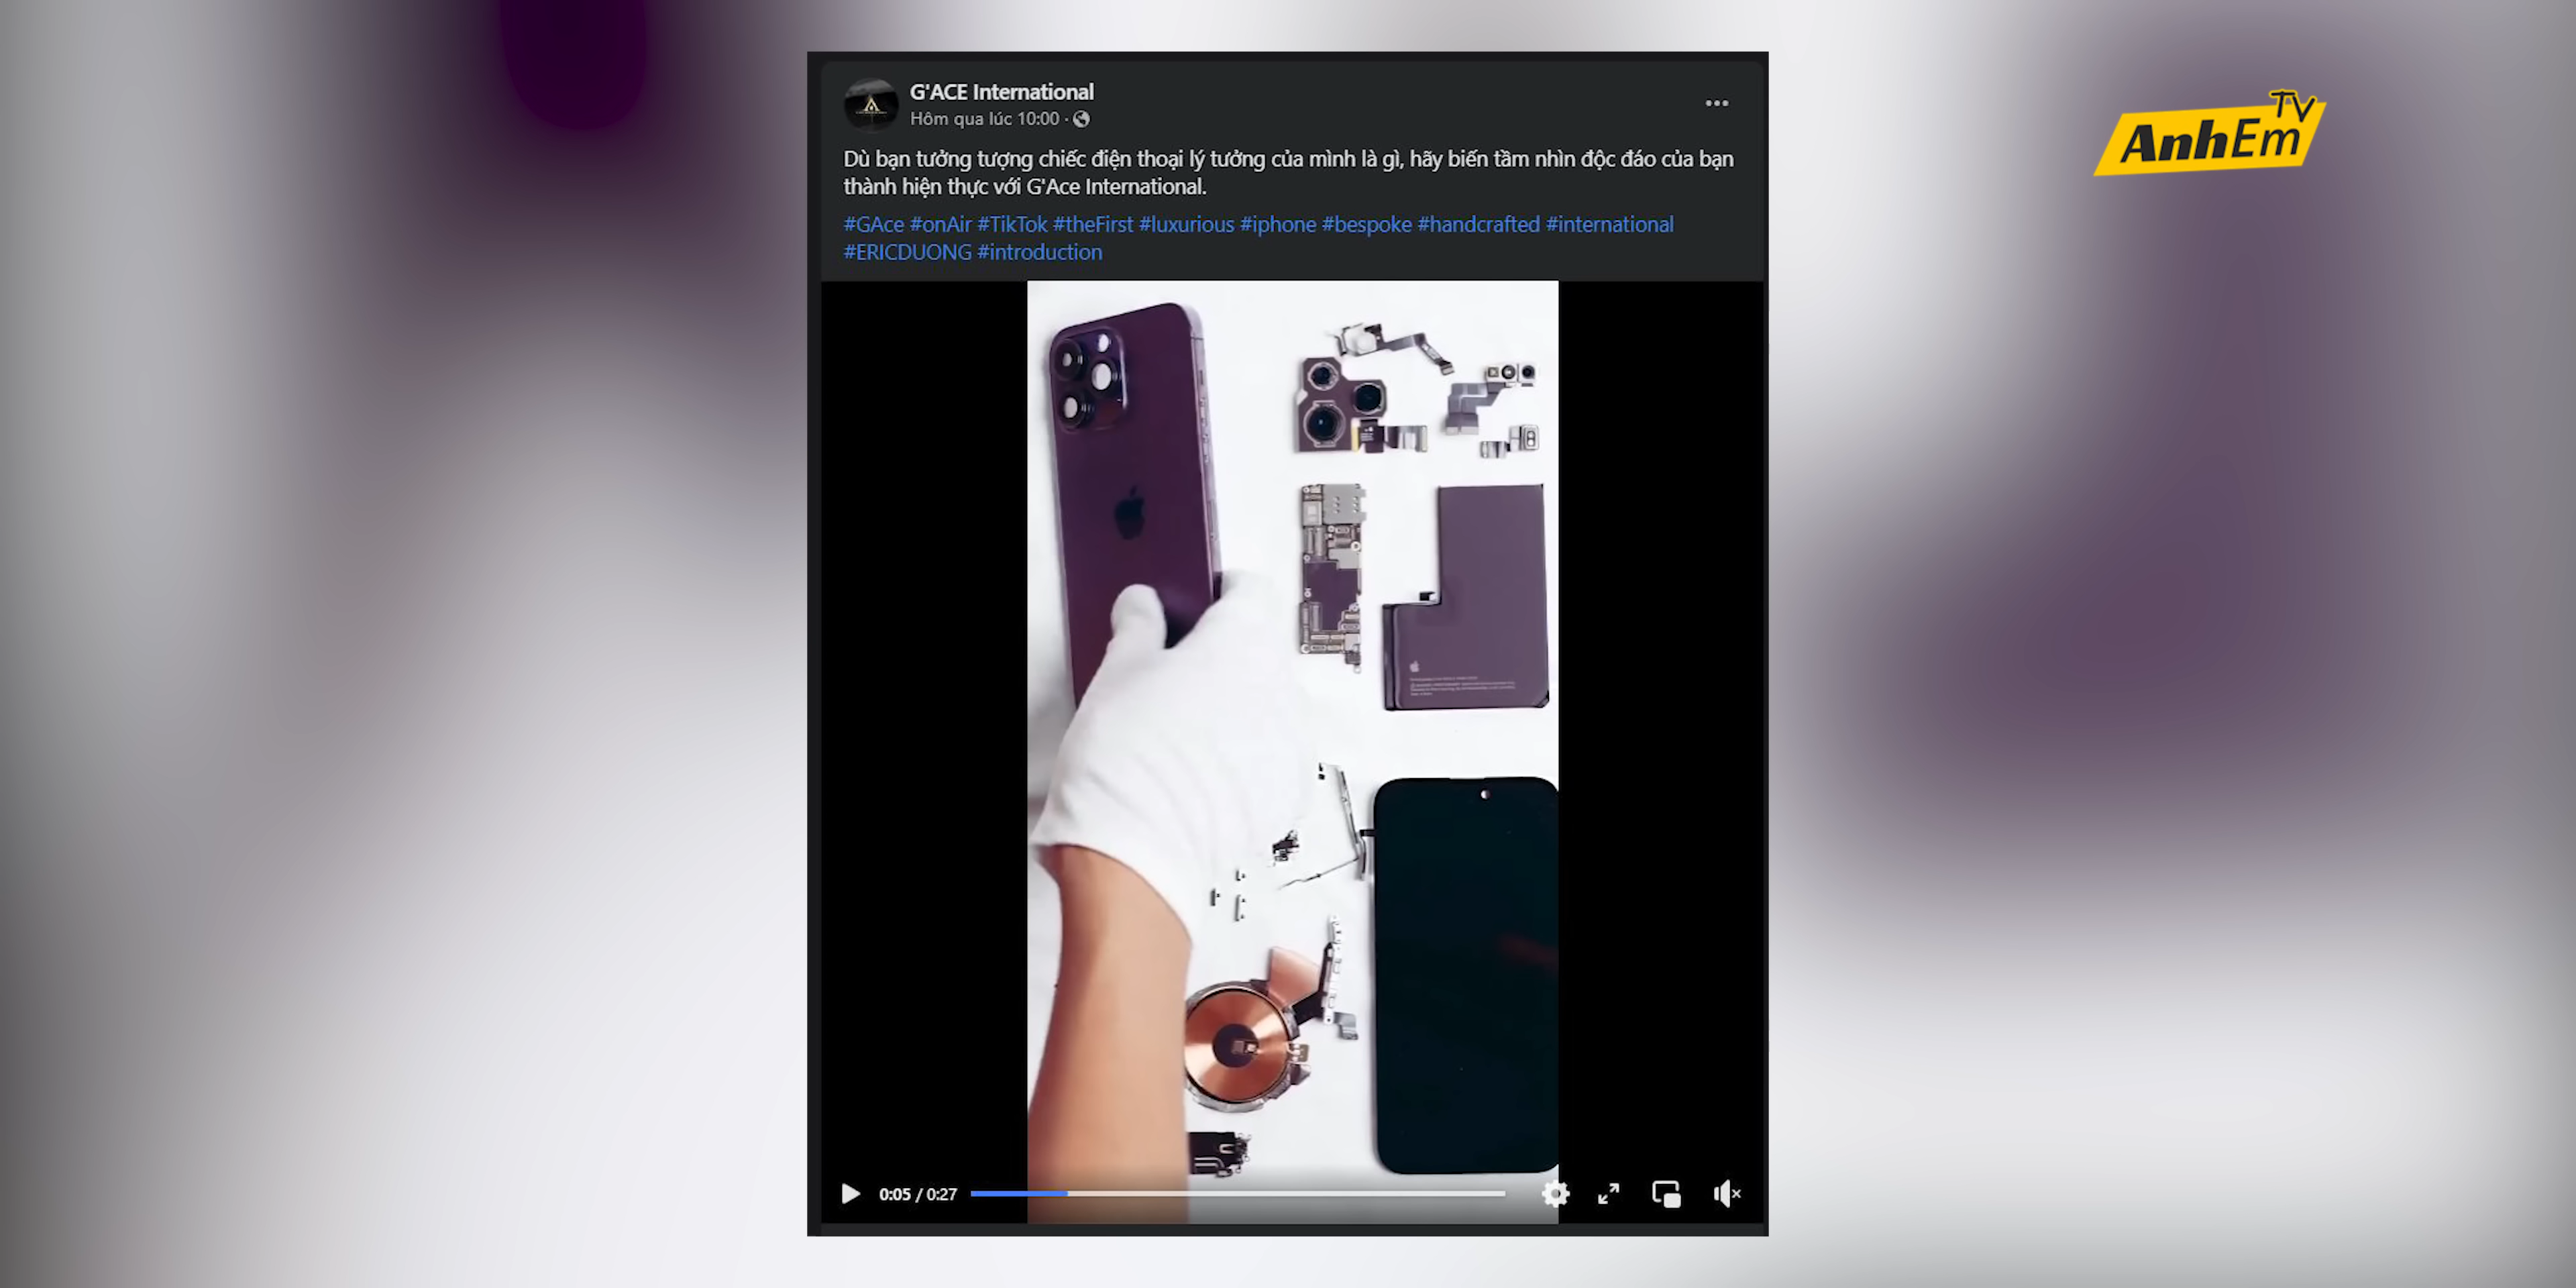 G'ACE International
Hôm qua lúc 10:00 ·
Dù bạn tưởng tượng chiếc điện thoại lý tưởng của mình là gì, hãy biến tầm nhìn độc đáo của bạn
thành hiện thực với G'Ace International.
#GAce #onAir #TikTok #theFirst #luxurious #iphone #bespoke #handcrafted #international
#ERICDUONG #introduction
AnhEm TV
0:05 / 0:27